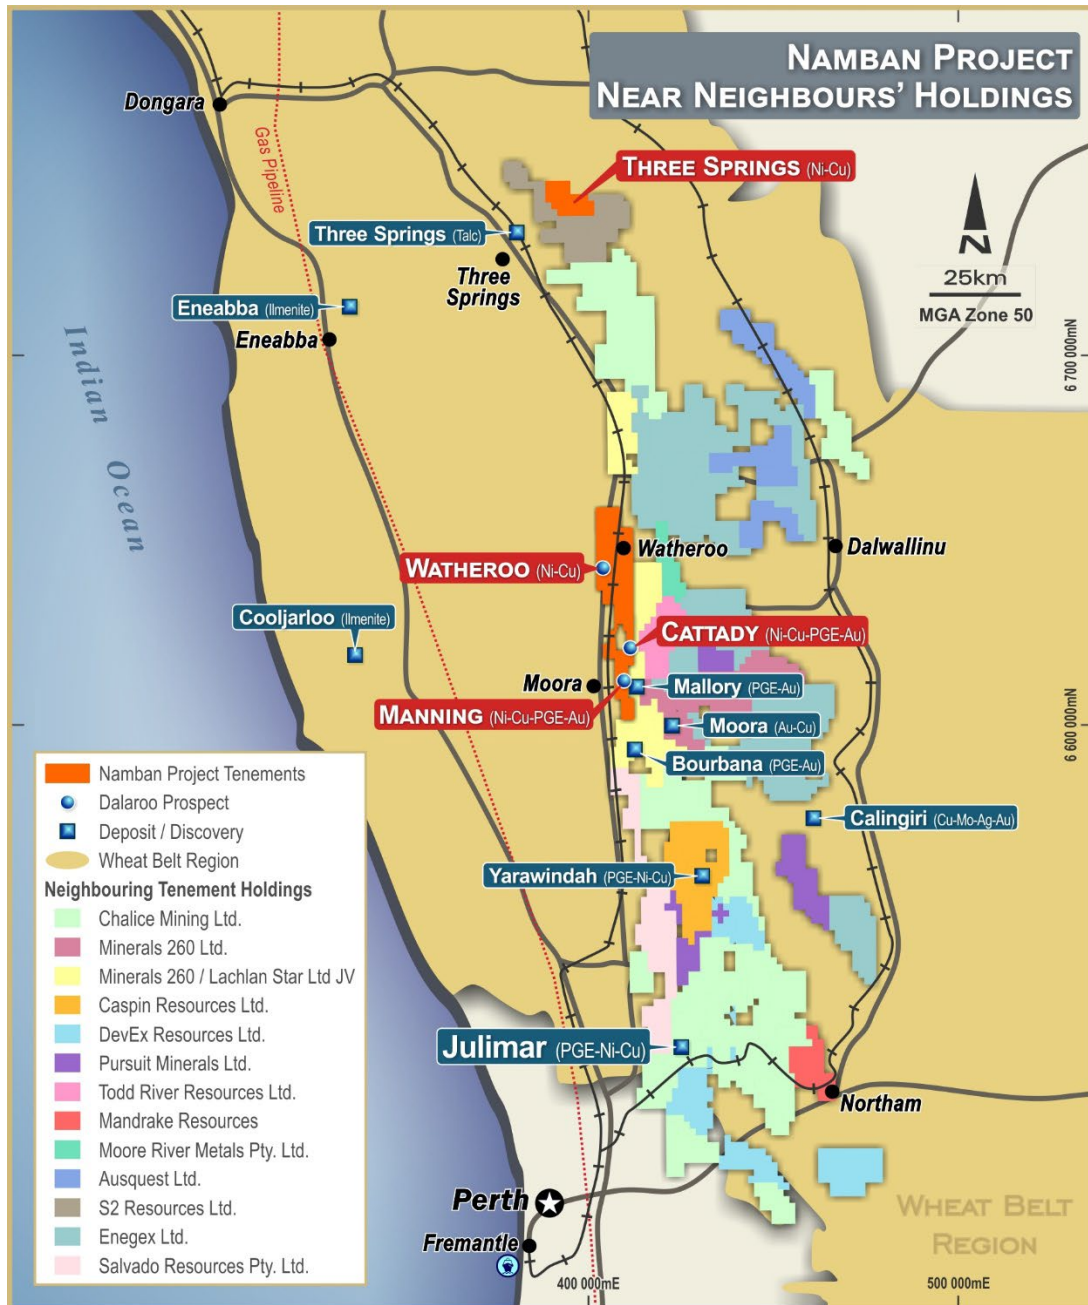 NAMBAN PROJECT
NEAR NEIGHBOURS' HOLDINGS
Dongara
Gas Pipeline
THREE SPRINGS (Ni-Cu)
Three Springs (Talc)
Three
Springs
N
25km
MGA Zone 50
Eneabba (Ilmenite)
Eneabba
6 700 000mN
Indian Ocean
Watheroo
Dalwallinu
WATHEROO (Ni-Cu)
Cooljarloo (Ilmenite)
CATTADY (Ni-Cu-PGE-Au)
Moora
Mallory (PGE-Au)
MANNING (Ni-Cu-PGE-Au)
Moora (Au-Cu)
6 600 000mN
Bourbana (PGE-Au)
Calingiri (Cu-Mo-Ag-Au)
Yarawindah (PGE-Ni-Cu)
Julimar (PGE-Ni-Cu)
Northam
Perth
Fremantle
WHEAT BELT
REGION
400 000mE
500 000mE
Namban Project Tenements
Dalaroo Prospect
Deposit / Discovery
Wheat Belt Region
Neighbouring Tenement Holdings
Chalice Mining Ltd.
Minerals 260 Ltd.
Minerals 260 / Lachlan Star Ltd JV
Caspin Resources Ltd.
DevEx Resources Ltd.
Pursuit Minerals Ltd.
Todd River Resources Ltd.
Mandrake Resources
Moore River Metals Pty. Ltd.
Ausquest Ltd.
S2 Resources Ltd.
Enegex Ltd.
Salvado Resources Pty. Ltd.